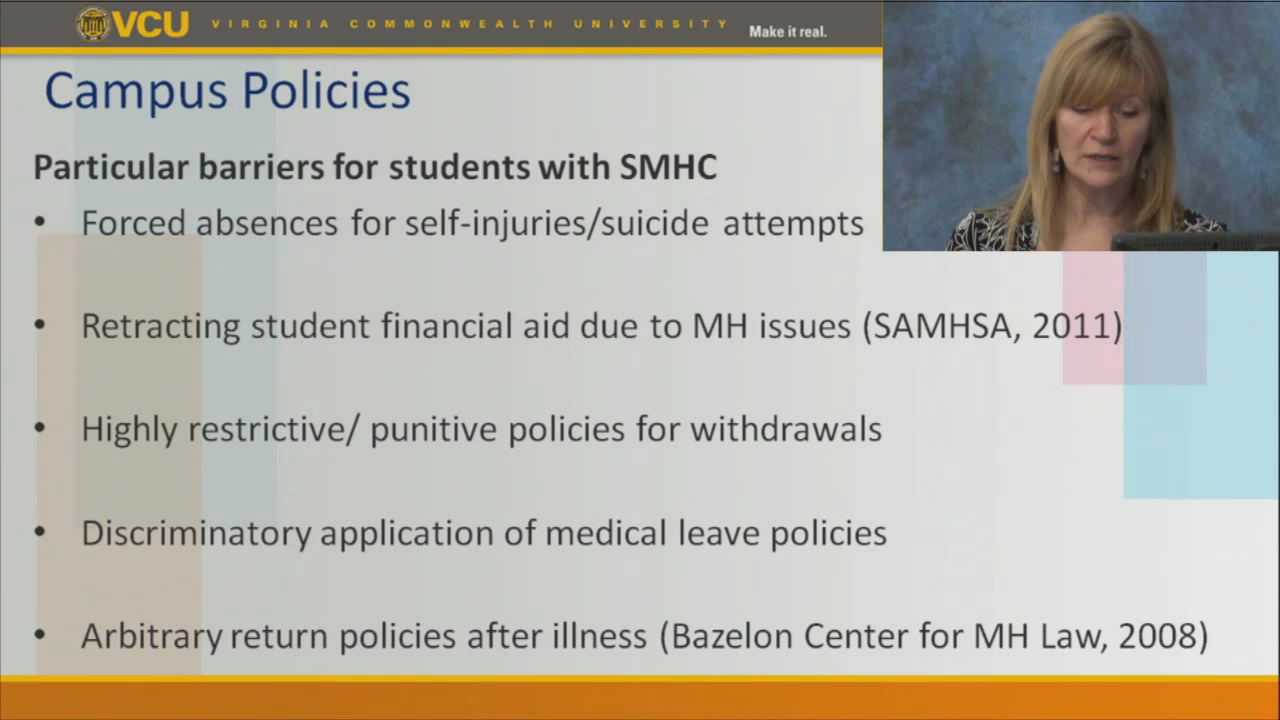 VCU VIRGINIA COMMONWEALTH UNIVERSITY Make it real.
Campus Policies
Particular barriers for students with SMHC
• Forced absences for self-injuries/suicide attempts
• Retracting student financial aid due to MH issues (SAMHSA, 2011)
• Highly restrictive/ punitive policies for withdrawals
• Discriminatory application of medical leave policies
• Arbitrary return policies after illness (Bazelon Center for MH Law, 2008)